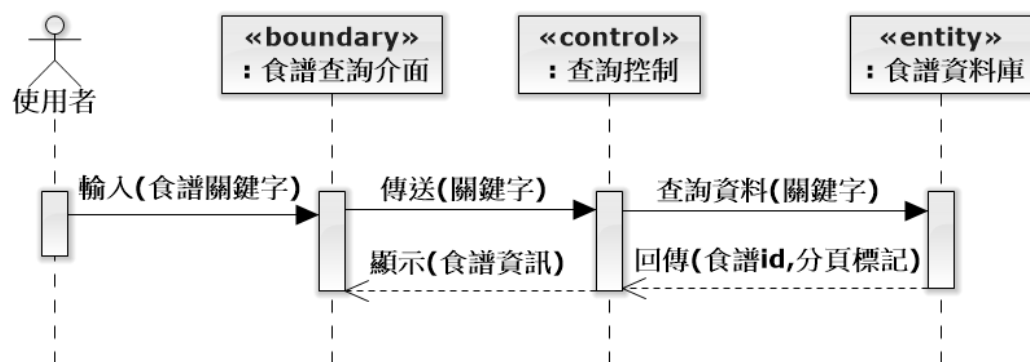 «boundary»
: 食譜查詢介面
«control»
: 查詢控制
«entity»
: 食譜資料庫
使用者
輸入(食譜關鍵字)
傳送(關鍵字)
查詢資料(關鍵字)
顯示(食譜資訊)
回傳(食譜id,分頁標記)